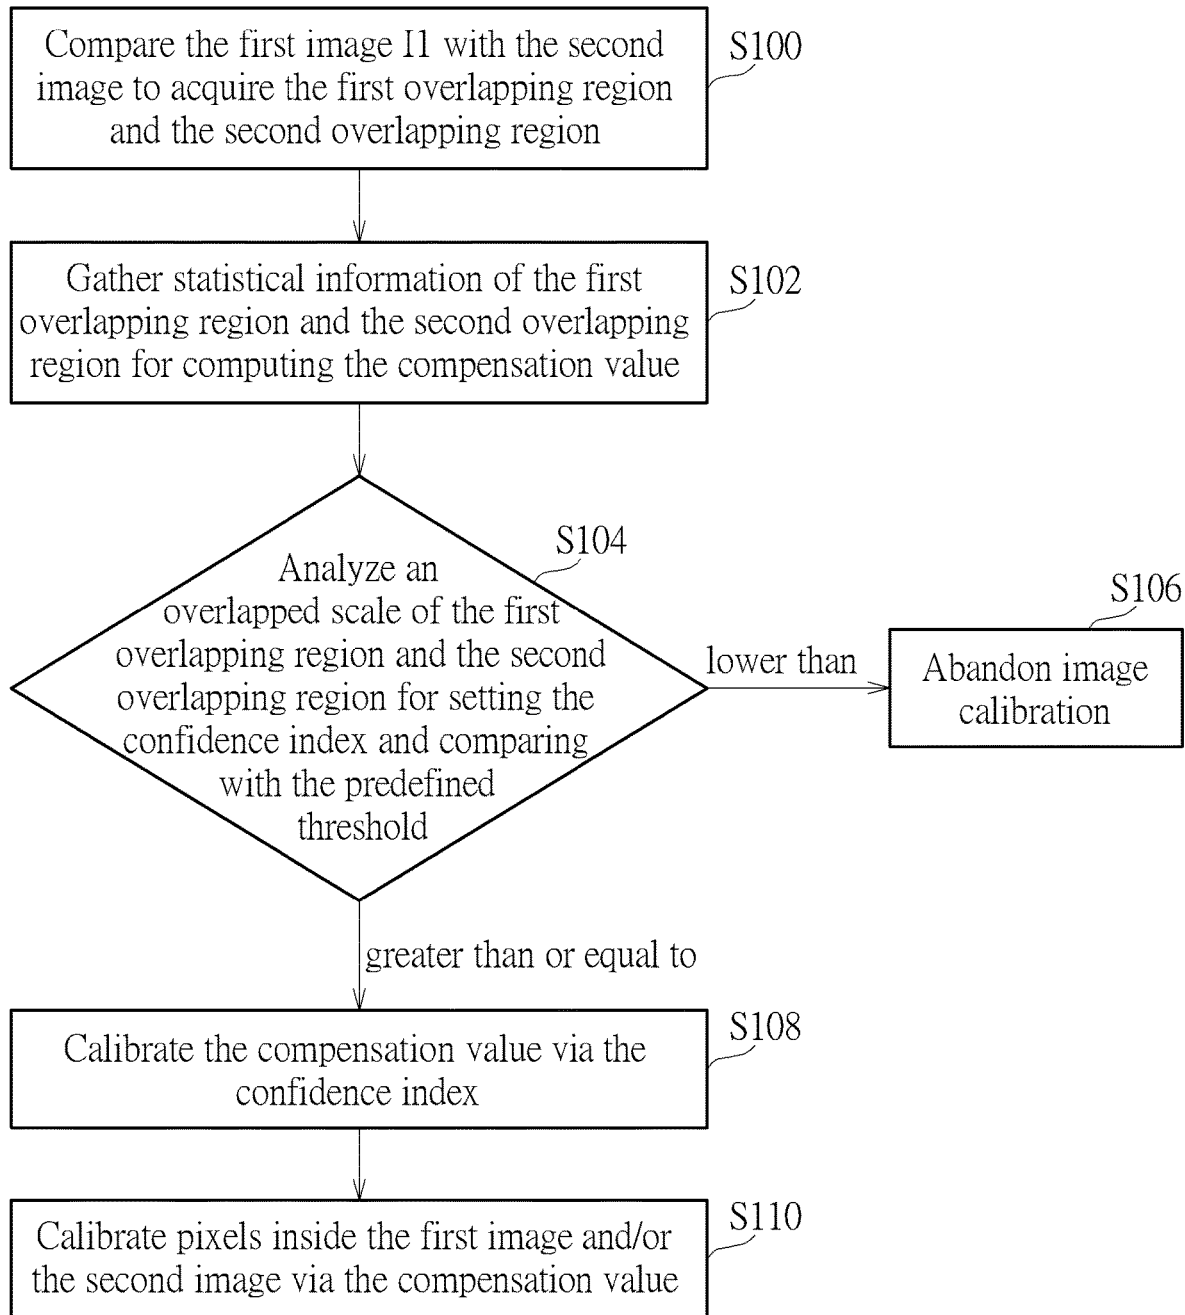 Compare the first image I1 with the second
image to acquire the first overlapping region
and the second overlapping region
S100
Gather statistical information of the first
overlapping region and the second overlapping
region for computing the compensation value
S102
S104
Analyze an
overlapped scale of the first
overlapping region and the second
overlapping region for setting the
confidence index and comparing
with the predefined
threshold
lower than
S106
Abandon image
calibration
greater than or equal to
S108
Calibrate the compensation value via the
confidence index
S110
Calibrate pixels inside the first image and/or
the second image via the compensation value